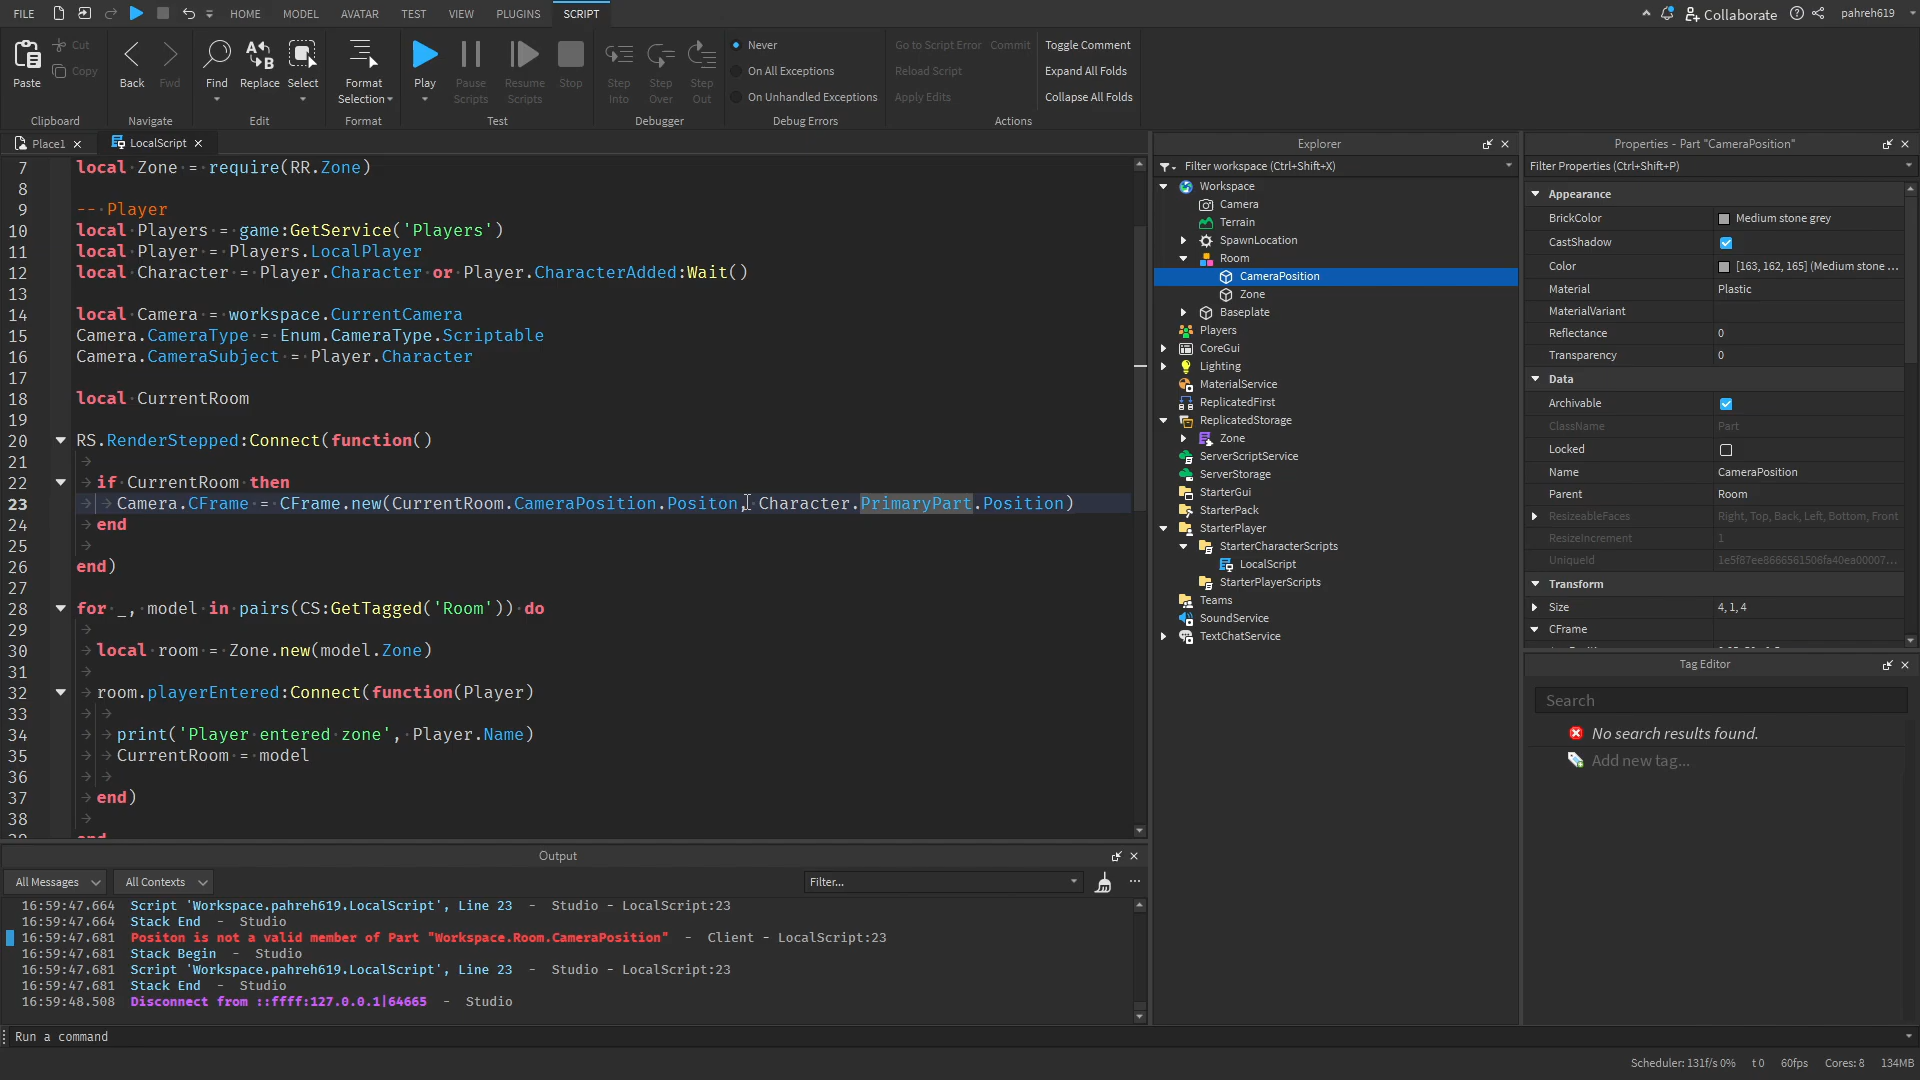 FILE HOME MODEL AVATAR TEST VIEW PLUGINS SCRIPT Collaborate pahreh619
Paste Cut Copy Back Fwd Find Replace Select Format Selection Play Pause Scripts Resume Scripts Stop Step Into Step Over Step Out
Never
On All Exceptions
On Unhandled Exceptions
Go to Script Error Commit
Reload Script
Apply Edits
Toggle Comment
Expand All Folds
Collapse All Folds
Clipboard Navigate Edit Format Test Debugger Debug Errors Actions
Place1 LocalScript
7 local Zone = require(RR.Zone)
8
9 -- Player
10 local Players = game:GetService('Players')
11 local Player = Players.LocalPlayer
12 local Character = Player.Character or Player.CharacterAdded:Wait()
13
14 local Camera = workspace.CurrentCamera
15 Camera.CameraType = Enum.CameraType.Scriptable
16 Camera.CameraSubject = Player.Character
17
18 local CurrentRoom
19
20 RS.RenderStepped:Connect(function()
21
22 if CurrentRoom then
23 Camera.CFrame = CFrame.new(CurrentRoom.CameraPosition.Positon, Character.PrimaryPart.Position)
24 end
25
26 end)
27
28 for _, model in pairs(CS:GetTagged('Room')) do
29
30 local room = Zone.new(model.Zone)
31
32 room.playerEntered:Connect(function(Player)
33
34 print('Player entered zone', Player.Name)
35 CurrentRoom = model
36
37 end)
38
39 end
Output
All Messages All Contexts Filter...
16:59:47.664 Script 'Workspace.pahreh619.LocalScript', Line 23 - Studio - LocalScript:23
16:59:47.664 Stack End - Studio
16:59:47.681 Positon is not a valid member of Part "Workspace.Room.CameraPosition" - Client - LocalScript:23
16:59:47.681 Stack Begin - Studio
16:59:47.681 Script 'Workspace.pahreh619.LocalScript', Line 23 - Studio - LocalScript:23
16:59:47.681 Stack End - Studio
16:59:48.508 Disconnect from ::ffff:127.0.0.1|64665 - Studio
Run a command
Explorer
Filter workspace (Ctrl+Shift+X)
Workspace
Camera
Terrain
SpawnLocation
Room
CameraPosition
Zone
Baseplate
Players
CoreGui
Lighting
MaterialService
ReplicatedFirst
ReplicatedStorage
Zone
ServerScriptService
ServerStorage
StarterGui
StarterPack
StarterPlayer
StarterCharacterScripts
LocalScript
StarterPlayerScripts
Teams
SoundService
TextChatService
Properties - Part "CameraPosition"
Filter Properties (Ctrl+Shift+P)
Appearance
BrickColor Medium stone grey
CastShadow
Color [163, 162, 165] (Medium stone ...
Material Plastic
MaterialVariant
Reflectance 0
Transparency 0
Data
Archivable
ClassName Part
Locked
Name CameraPosition
Parent Room
ResizeableFaces Right, Top, Back, Left, Bottom, Front
ResizeIncrement 1
UniqueId 1e5f87ee8666561506fa40ea00007...
Transform
Size 4, 1, 4
CFrame
Tag Editor
Search
No search results found.
Add new tag...
Scheduler: 131f/s 0% t 0 60fps Cores: 8 134MB